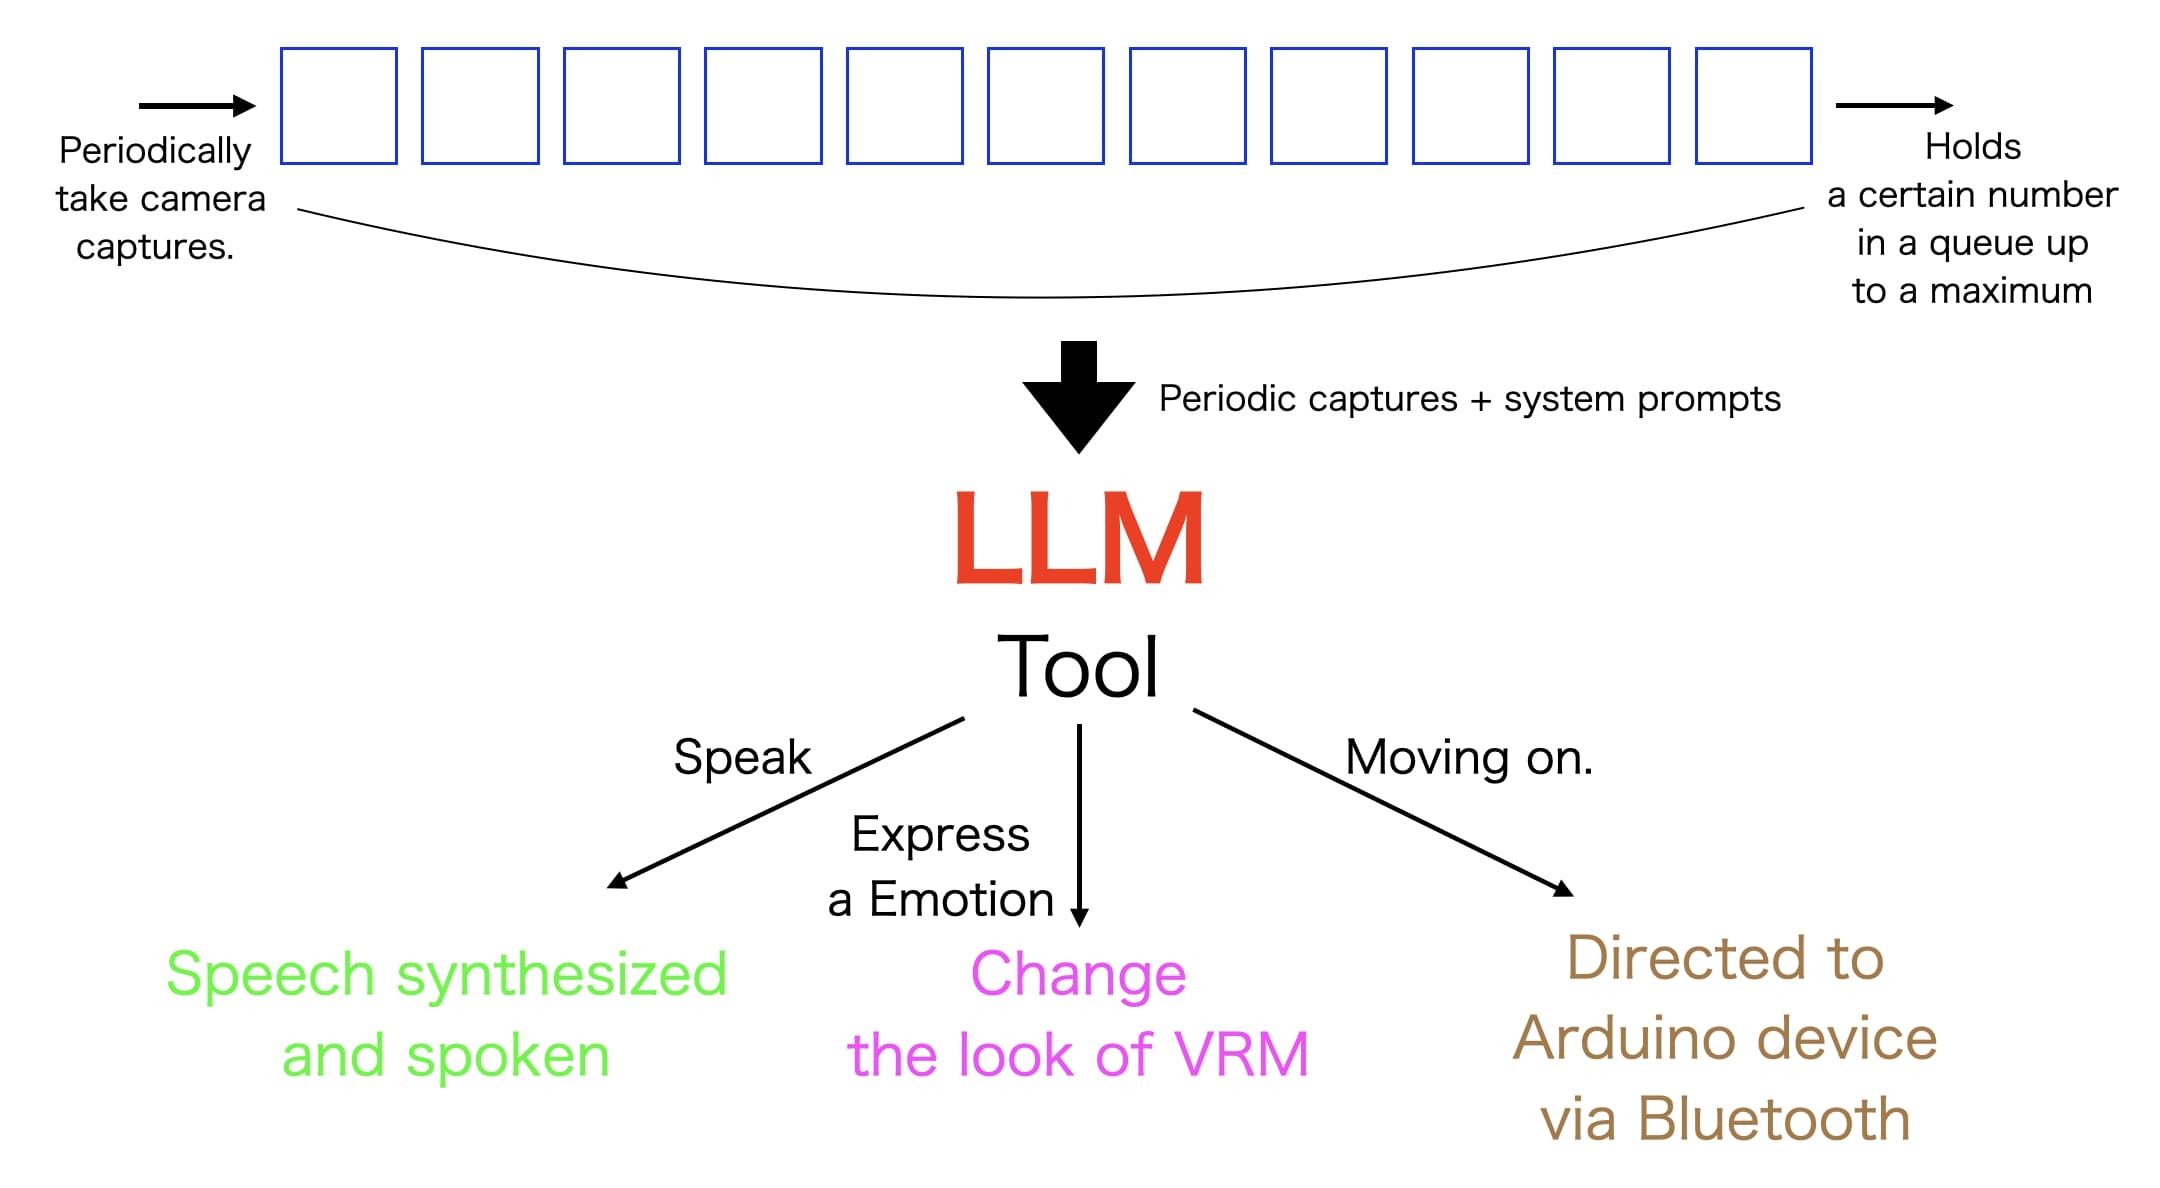 Periodically
take camera
captures.
Holds
a certain number
in a queue up
to a maximum
Periodic captures + system prompts
LLM
Tool
Speak
Express
a Emotion
Moving on.
Speech synthesized
and spoken
Change
the look of VRM
Directed to
Arduino device
via Bluetooth